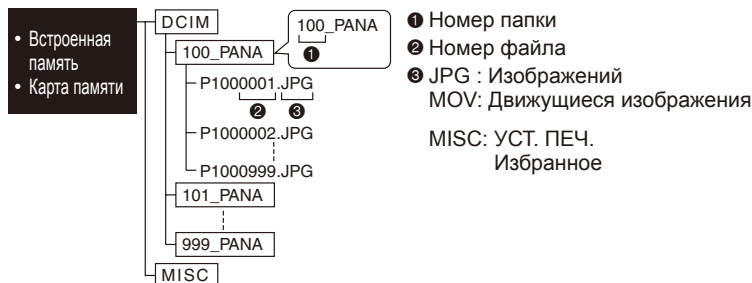 • Встроенная
память
• Карта памяти
DCIM
100_PANA
P1000001.JPG
❷ ❸
P1000002.JPG
P1000999.JPG
101_PANA
999_PANA
MISC
100_PANA
❶
❶ Номер папки
❷ Номер файла
❸ JPG : Изображений
MOV: Движущиеся изображения
MISC: УСТ. ПЕЧ.
Избранное